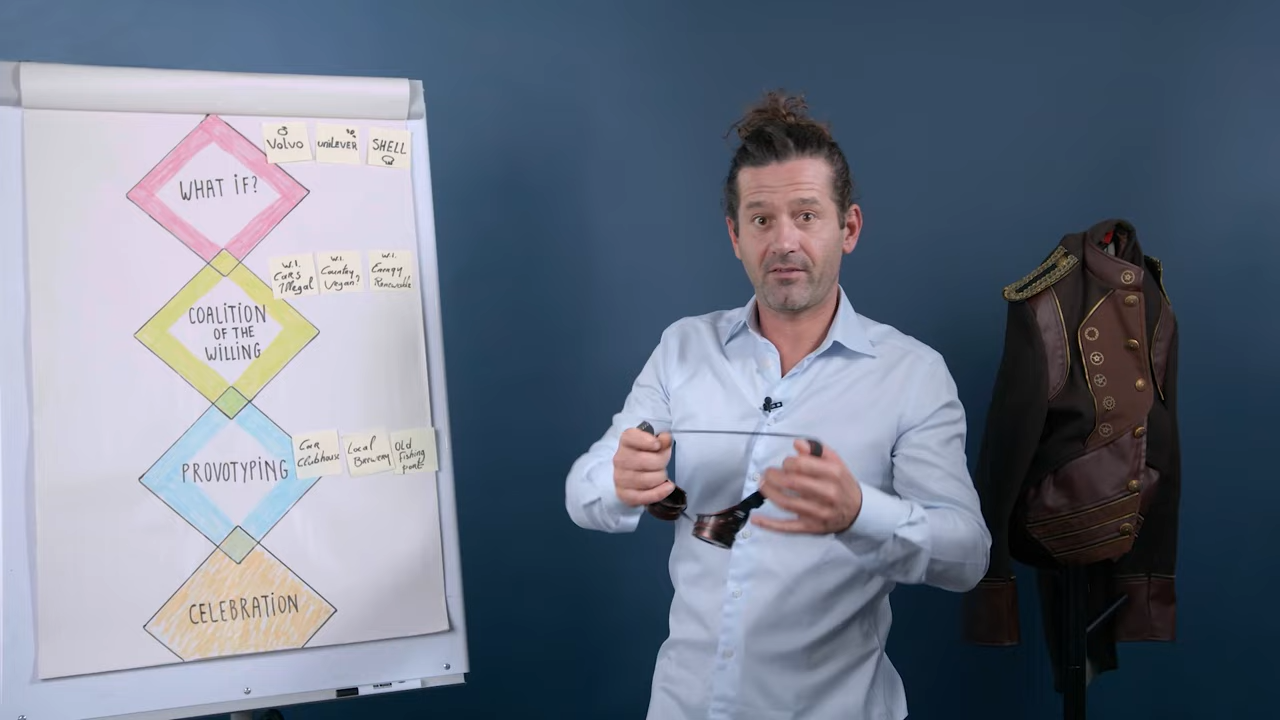 Volvo
UNILEVER
SHELL
WHAT iF?
W.I.
Cars
Illegal
W.I.
Country
Vegan?
W.I.
Energy
Renewable
COALITION
OF THE
WiLLiNG
PROVOTYPING
Car
Clubhouse
Local
Brewery
Old
Fishing
CELEBRATION